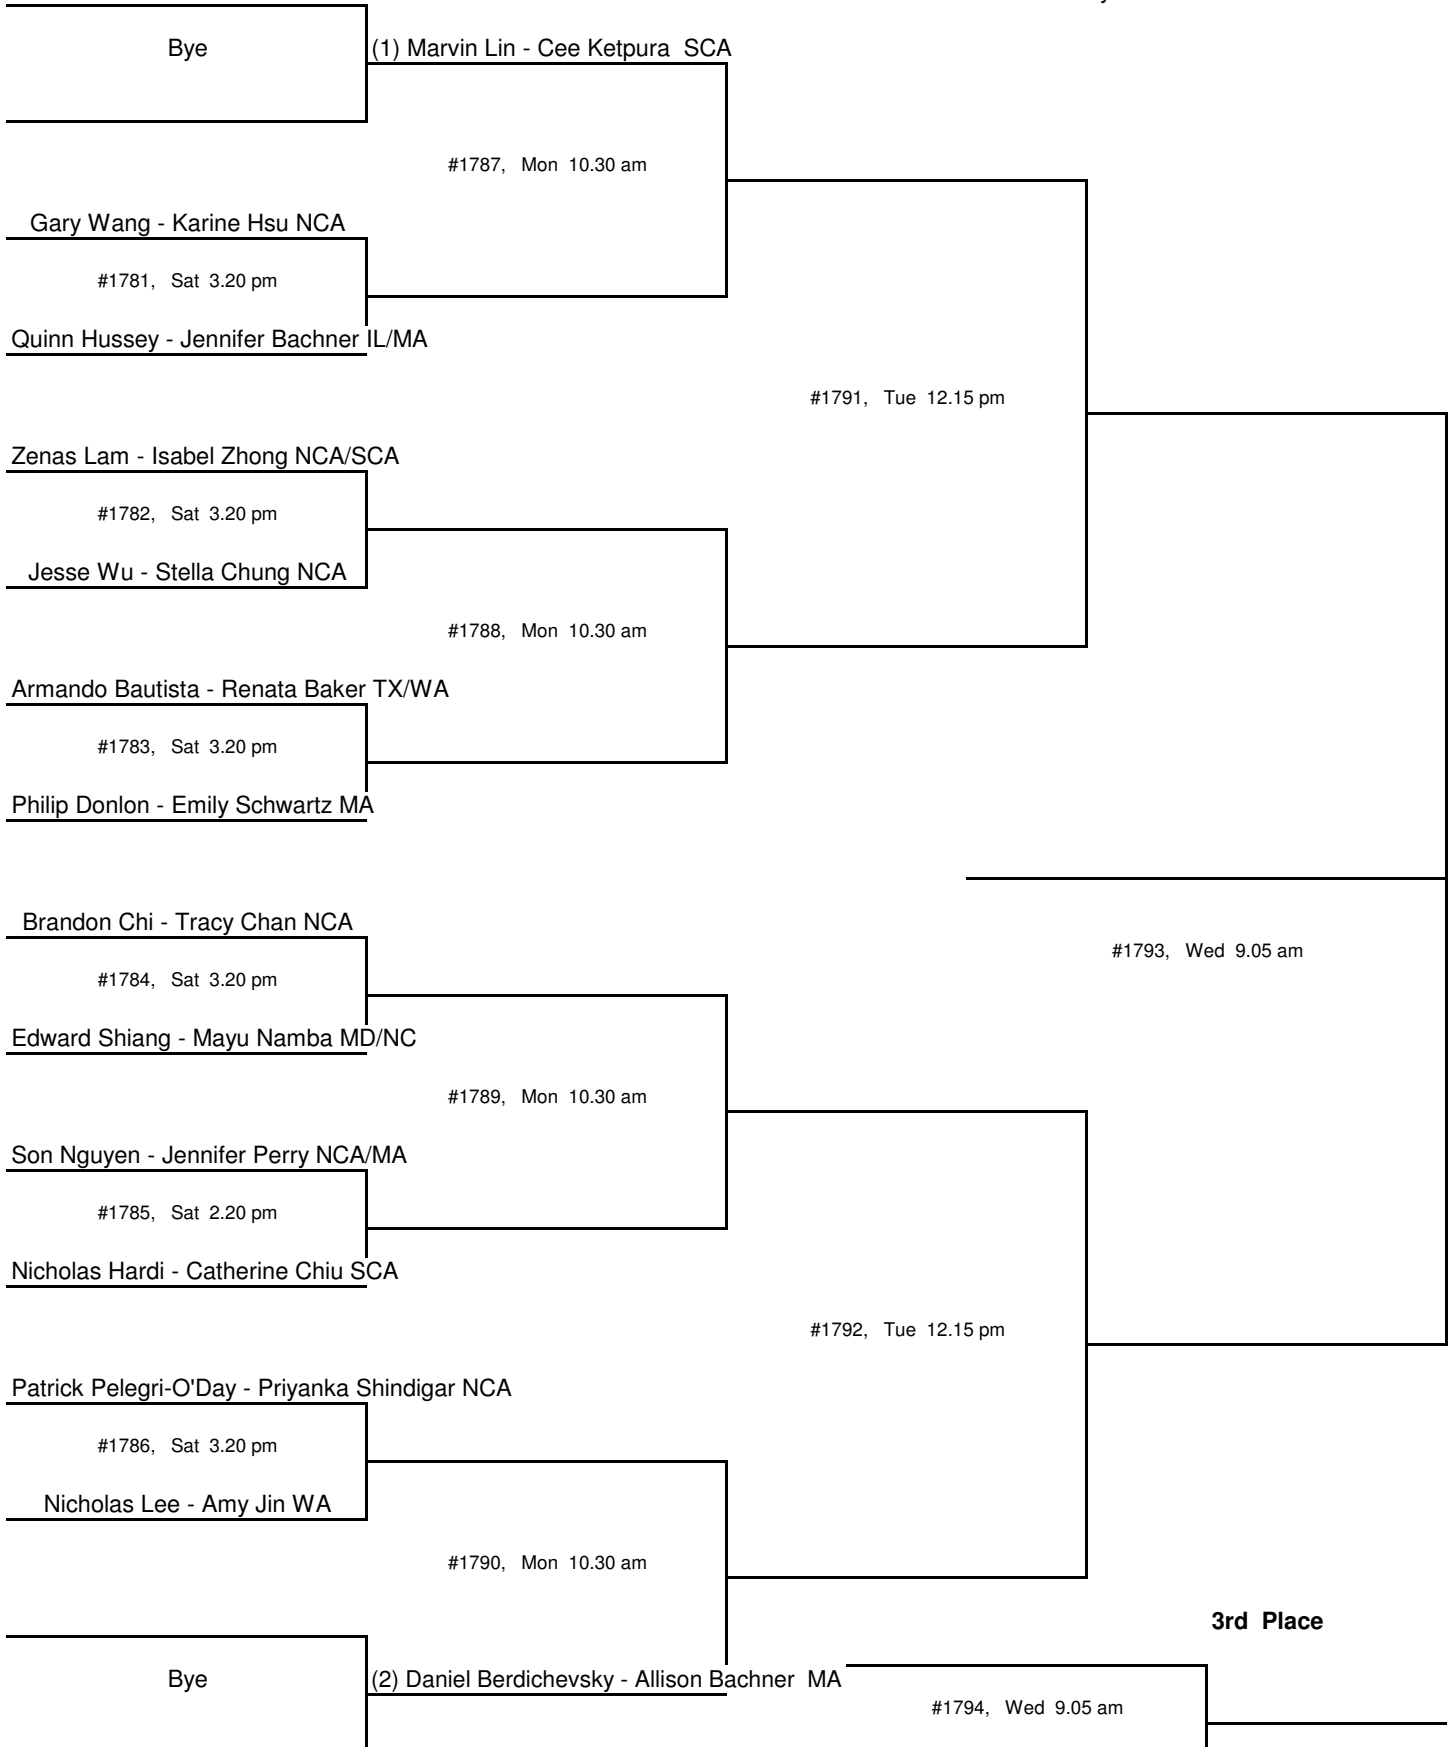 Bye
(1) Marvin Lin - Cee Ketpura SCA
#1787, Mon 10.30 am
Gary Wang - Karine Hsu NCA
#1781, Sat 3.20 pm
Quinn Hussey - Jennifer Bachner IL/MA
#1791, Tue 12.15 pm
Zenas Lam - Isabel Zhong NCA/SCA
#1782, Sat 3.20 pm
Jesse Wu - Stella Chung NCA
#1788, Mon 10.30 am
Armando Bautista - Renata Baker TX/WA
#1783, Sat 3.20 pm
Philip Donlon - Emily Schwartz MA
Brandon Chi - Tracy Chan NCA
#1793, Wed 9.05 am
#1784, Sat 3.20 pm
Edward Shiang - Mayu Namba MD/NC
#1789, Mon 10.30 am
Son Nguyen - Jennifer Perry NCA/MA
#1785, Sat 2.20 pm
Nicholas Hardi - Catherine Chiu SCA
#1792, Tue 12.15 pm
Patrick Pelegri-O'Day - Priyanka Shindigar NCA
#1786, Sat 3.20 pm
Nicholas Lee - Amy Jin WA
#1790, Mon 10.30 am
3rd Place
Bye
(2) Daniel Berdichevsky - Allison Bachner MA
#1794, Wed 9.05 am